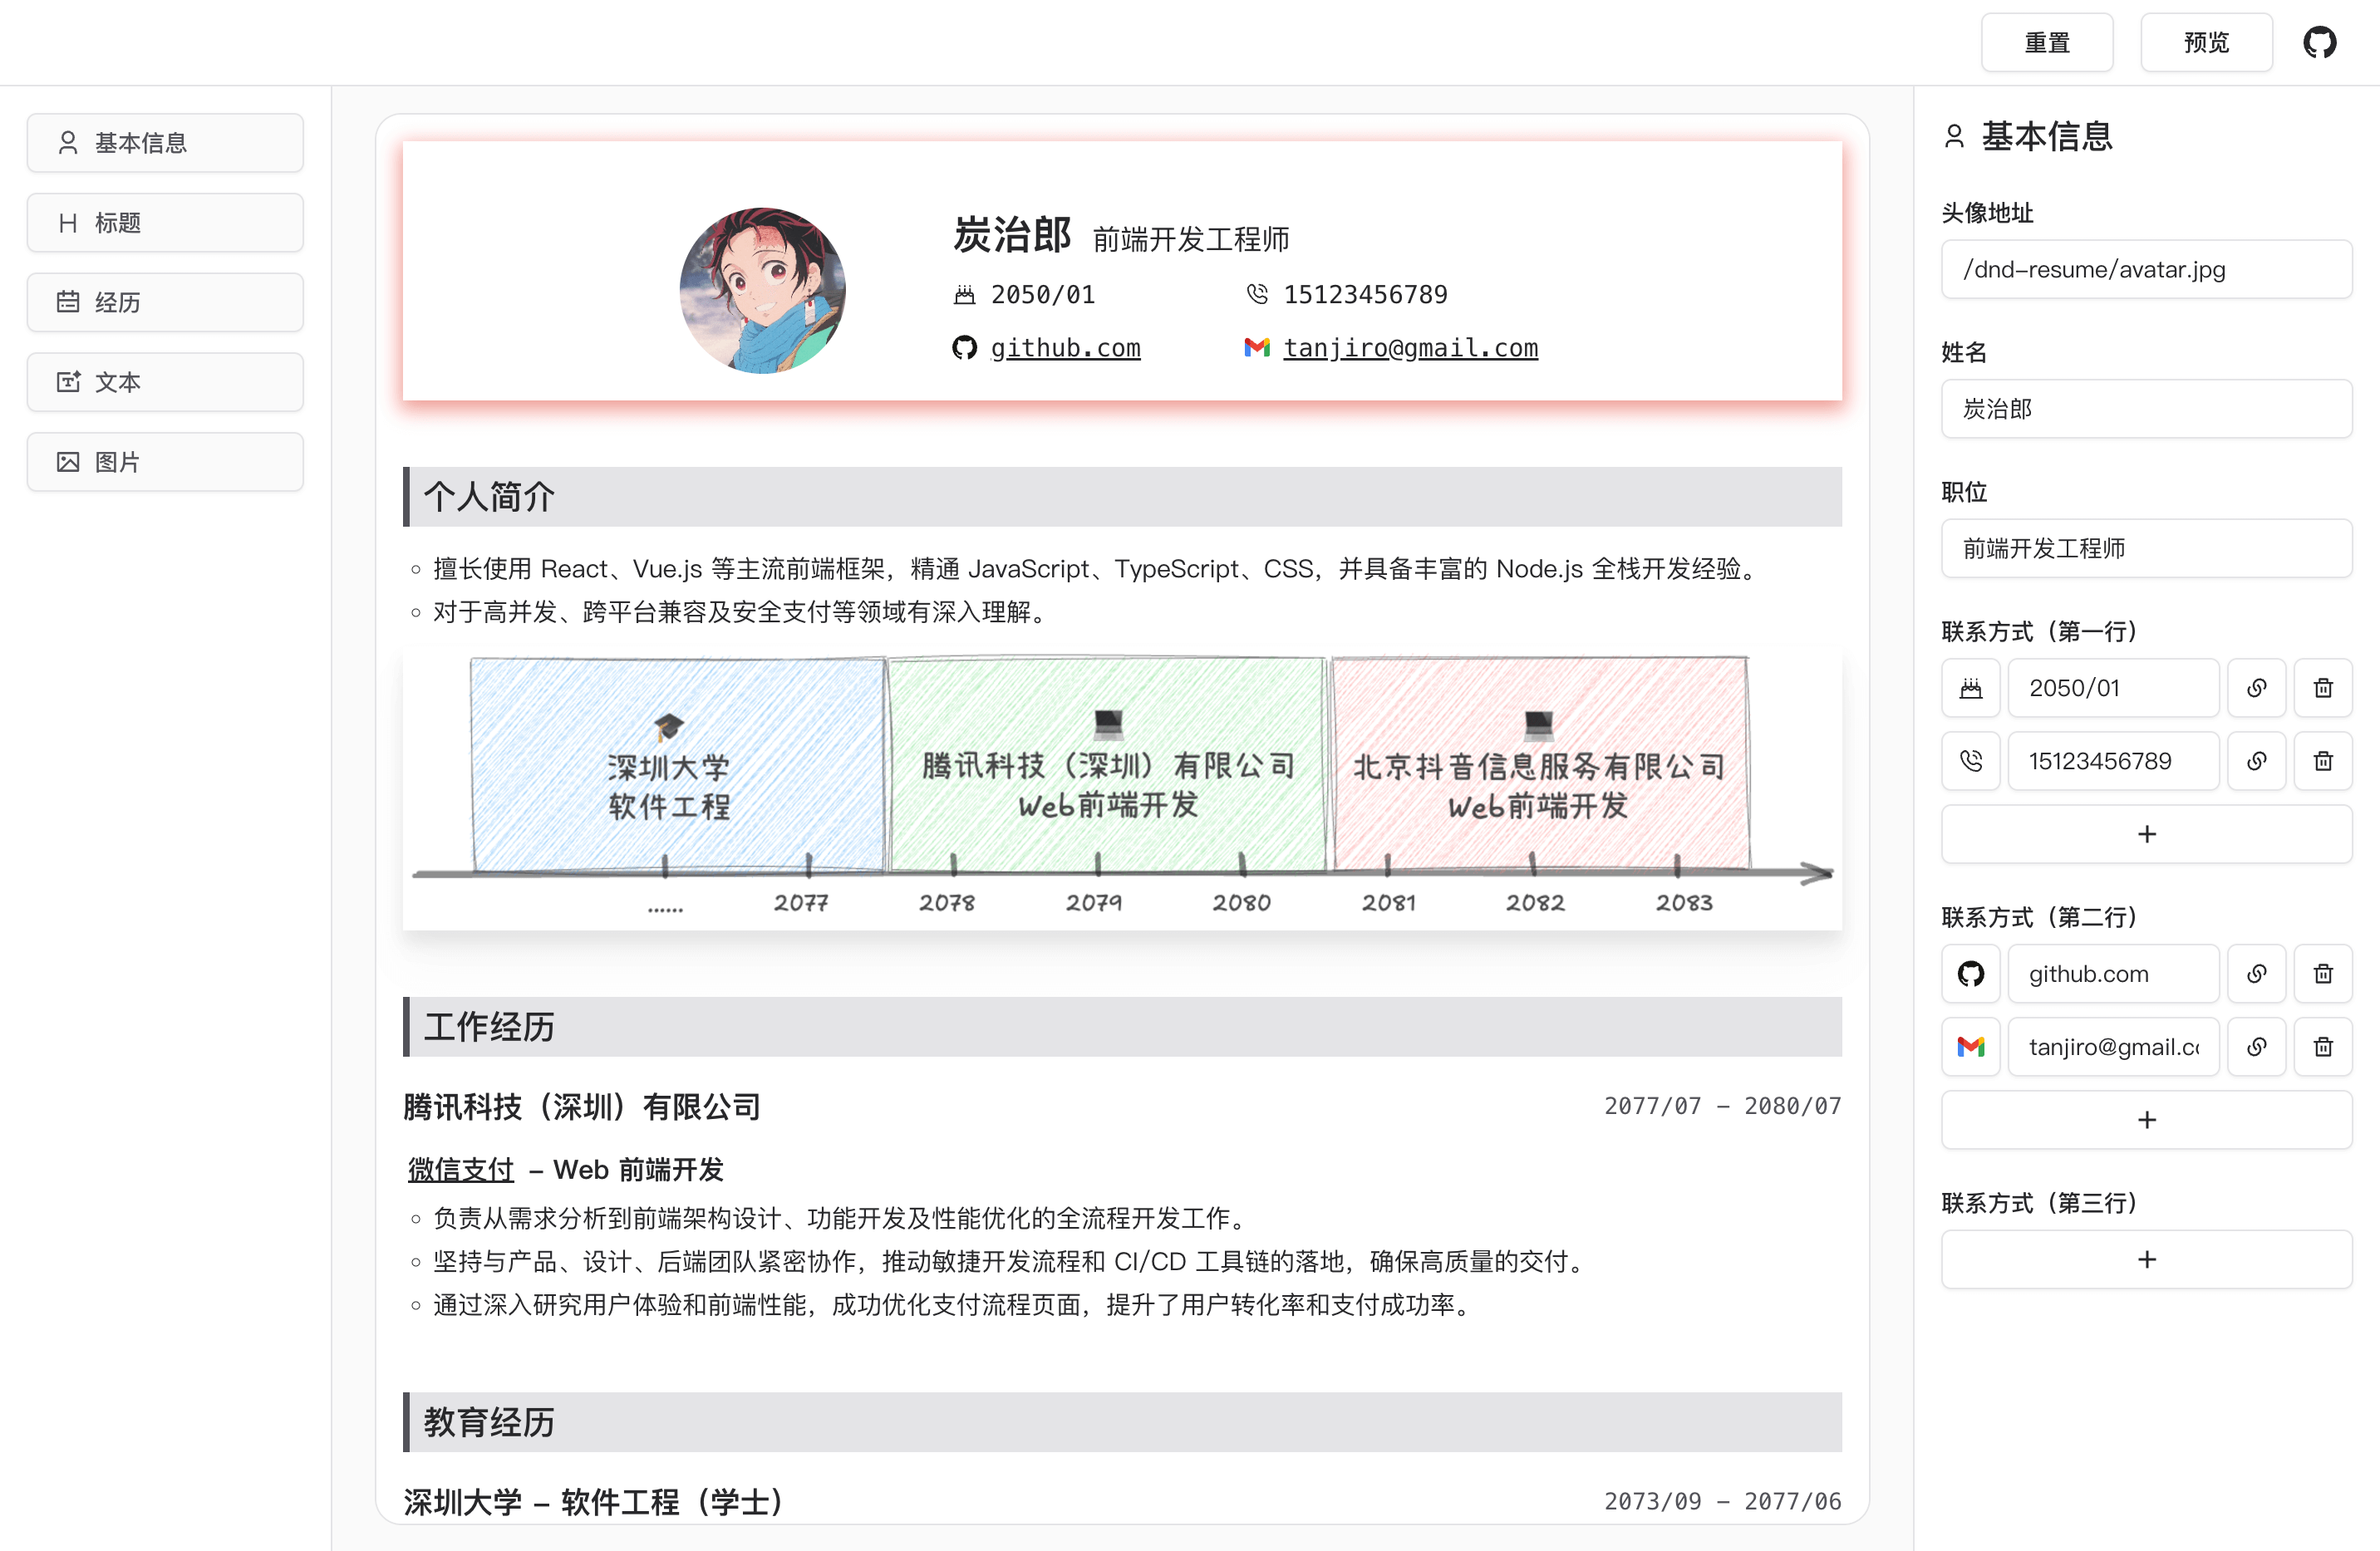 重置
预览
基本信息
标题
经历
文本
图片
炭治郎 前端开发工程师
2050/01 15123456789
github.com tanjiro@gmail.com
个人简介
擅长使用 React、Vue.js 等主流前端框架，精通 JavaScript、TypeScript、CSS，并具备丰富的 Node.js 全栈开发经验。
对于高并发、跨平台兼容及安全支付等领域有深入理解。
深圳大学
软件工程
腾讯科技（深圳）有限公司
Web前端开发
北京抖音信息服务有限公司
Web前端开发
...... 2077 2078 2079 2080 2081 2082 2083
工作经历
腾讯科技（深圳）有限公司 2077/07 – 2080/07
微信支付 – Web 前端开发
负责从需求分析到前端架构设计、功能开发及性能优化的全流程开发工作。
坚持与产品、设计、后端团队紧密协作，推动敏捷开发流程和 CI/CD 工具链的落地，确保高质量的交付。
通过深入研究用户体验和前端性能，成功优化支付流程页面，提升了用户转化率和支付成功率。
教育经历
深圳大学 – 软件工程（学士） 2073/09 – 2077/06
基本信息
头像地址
/dnd-resume/avatar.jpg
姓名
炭治郎
职位
前端开发工程师
联系方式（第一行）
2050/01
15123456789
+
联系方式（第二行）
github.com
tanjiro@gmail.c
+
联系方式（第三行）
+